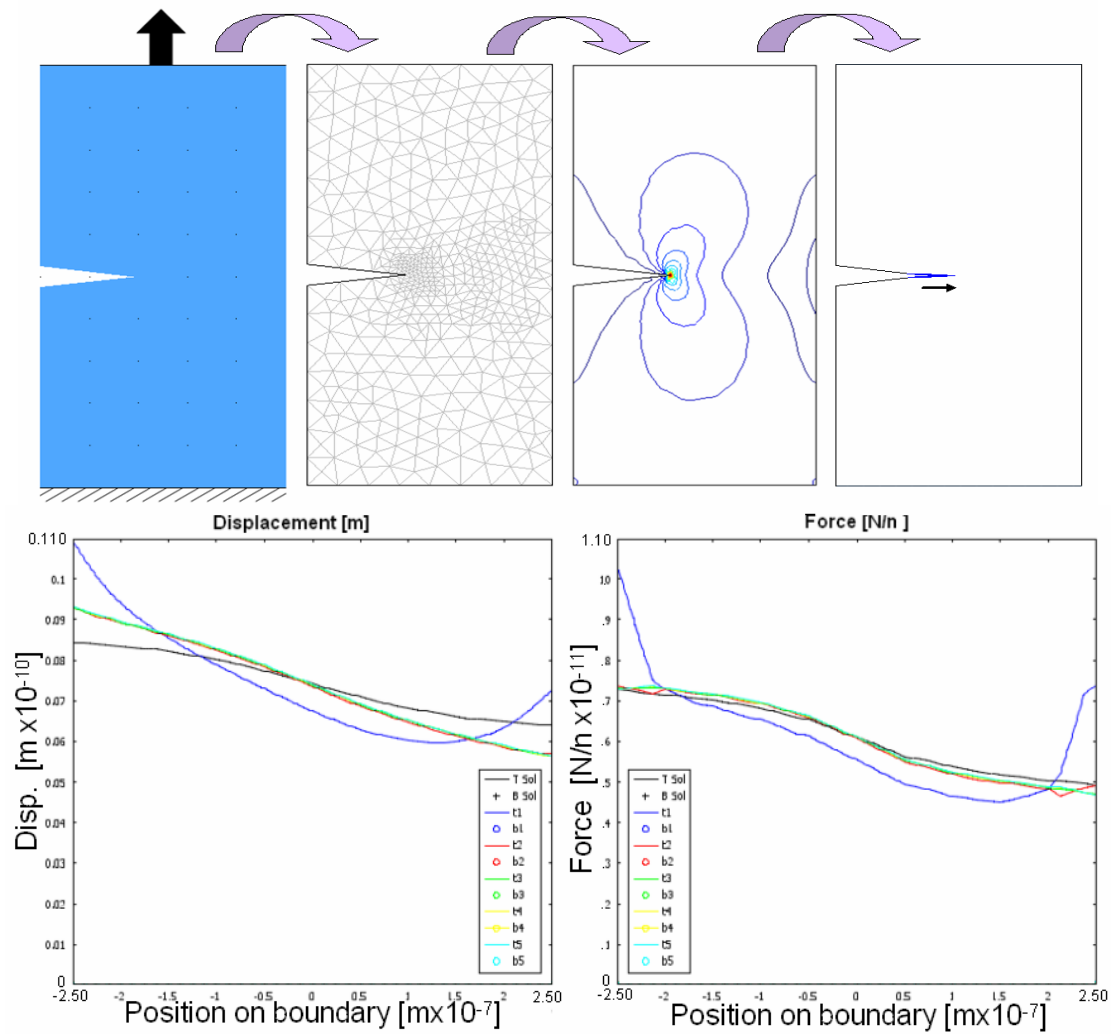 Displacement [m]
0.110
0.1
0.09
0.08
0.07
0.06
0.05
0.04
0.03
0.02
0.01
0
Disp. [m x10-10]
-2.50
-2
-1.5
-1
0.5
0
0.5
1
1.5
2
2.50
Position on boundary [mx10-7]
T Sol
B Sol
t1
b1
t2
b2
t3
b3
t4
b4
t5
b5
Force [N/n ]
1.10
1.0
.9
.8
.7
.6
.5
.4
.3
.2
.1
0
Force [N/n x10-11]
-2.50
-2
-1.5
-1
0.5
0
0.5
1
1.5
2
2.50
Position on boundary [mx10-7]
T Sol
B Sol
t1
b1
t2
b2
t3
b3
t4
b4
t5
b5